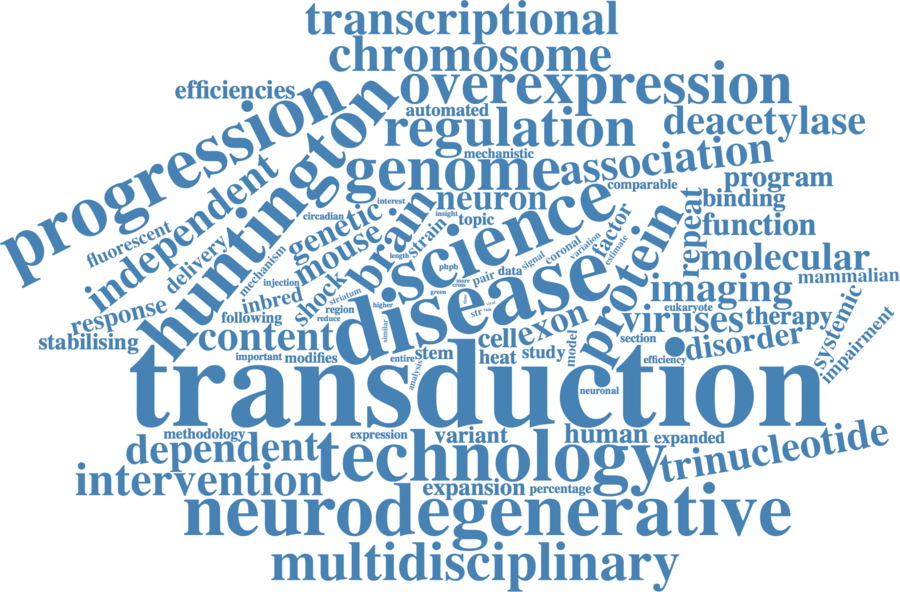 transcriptional
chromosome
overexpression
efficiencies
progression
huntington
automated
regulation
deacetylase
mechanistic
genome
association
independent
comparable
program
neuron
binding
interest
brain
science
circadian
insight
topic
genetic
strain
factor
protein
repeat
function
fluorescent
mouse
delivery
mechanism
length
signal
coronal
variation
estimate
molecular
phpb
pair
data
injection
shock
disease
imaging
mammalian
inbred
striatum
region
higher
green
cross
str
eukaryote
response
following
reduce
exon
viruses
therapy
systemic
stabilising
content
similar
cell
section
disorder
impairment
important
modifies
entire
stem
heat
study
model
efficiency
analysis
transduction
neuronal
methodology
expression
variant
human
expanded
dependent
technology
trinucleotide
intervention
expansion
percentage
neurodegenerative
multidisciplinary